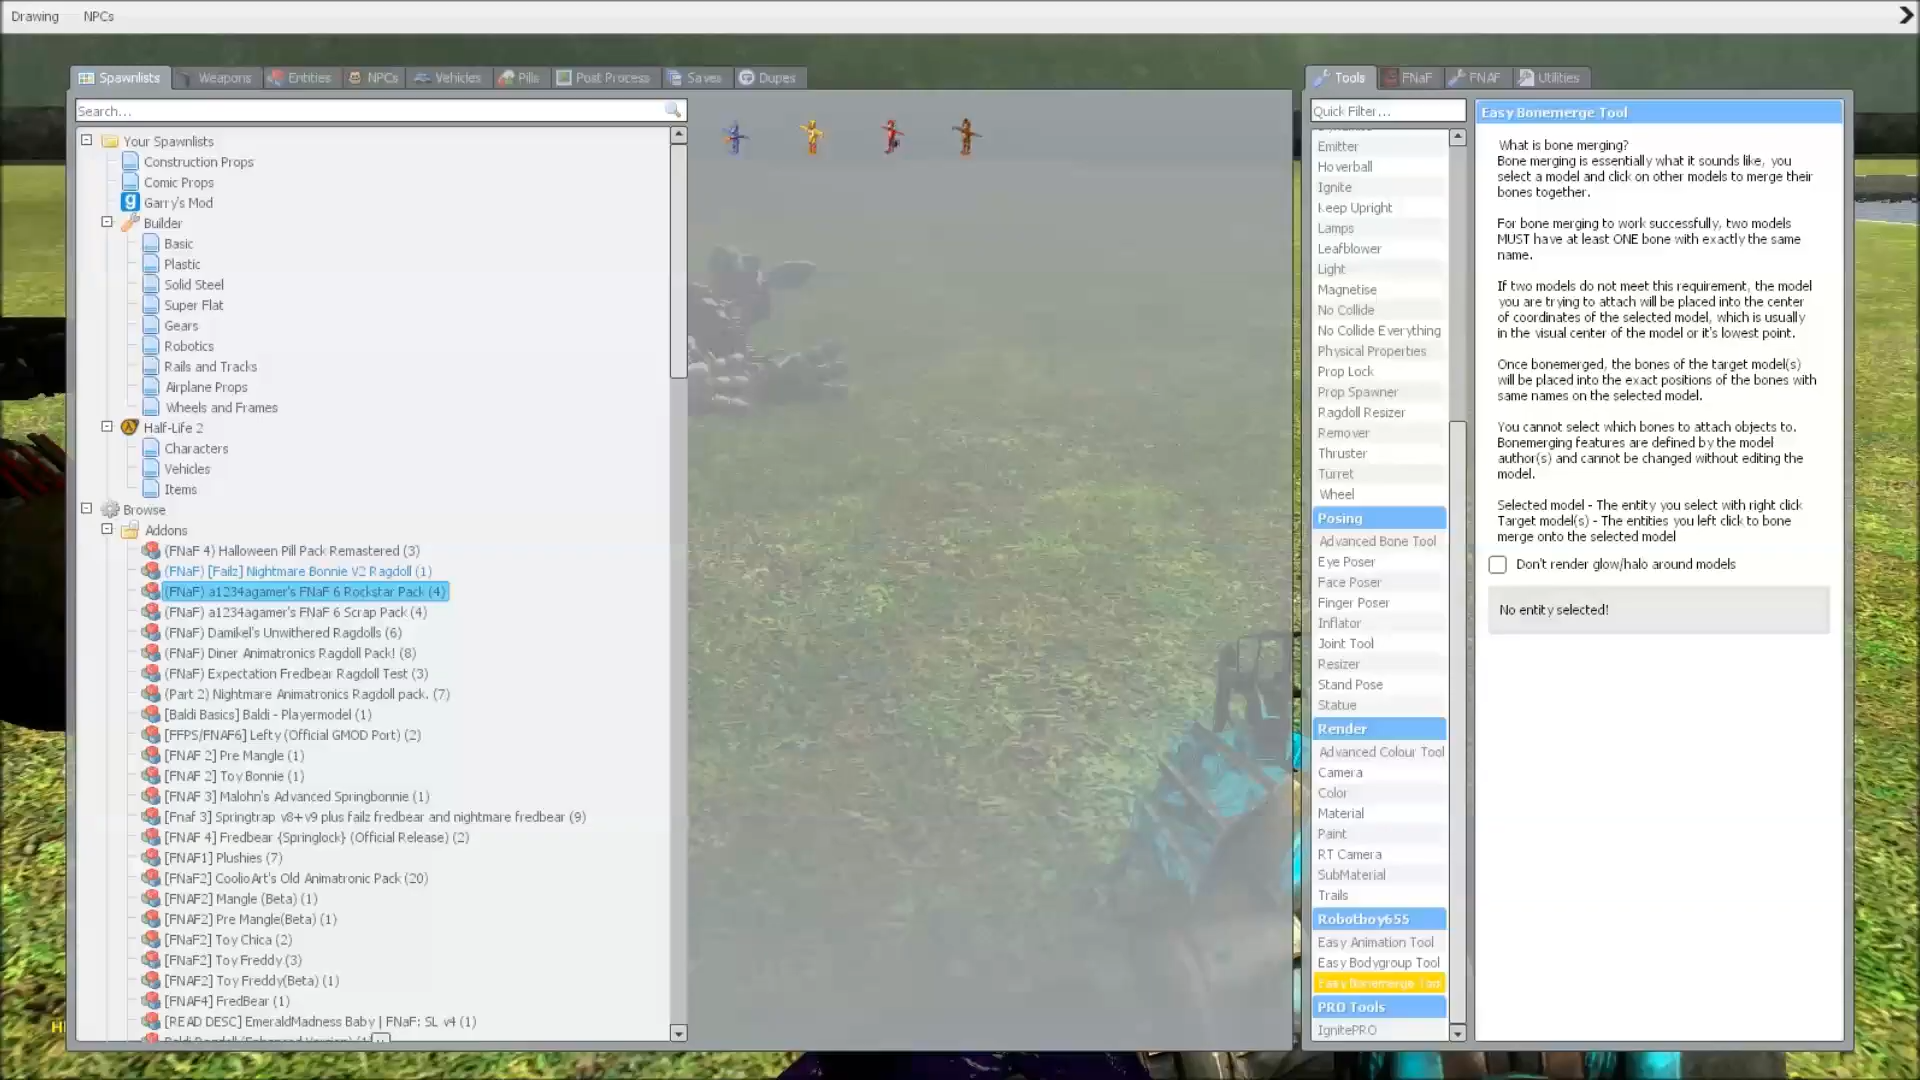 Drawing NPCs
Spawnlists Weapons Entities NPCs Vehicles Pills Post Process Saves Dupes
Search...
Your Spawnlists
Construction Props
Comic Props
Garry's Mod
Builder
Basic
Plastic
Solid Steel
Super Flat
Gears
Robotics
Rails and Tracks
Airplane Props
Wheels and Frames
Half-Life 2
Characters
Vehicles
Items
Browse
Addons
(FNaF 4) Halloween Pill Pack Remastered (3)
(FNaF) [Failz] Nightmare Bonnie V2 Ragdoll (1)
(FNaF) a1234agamer's FNaF 6 Rockstar Pack (4)
(FNaF) a1234agamer's FNaF 6 Scrap Pack (4)
(FNaF) Damikel's Unwithered Ragdolls (6)
(FNaF) Diner Animatronics Ragdoll Pack! (8)
(FNaF) Expectation Fredbear Ragdoll Test (3)
(Part 2) Nightmare Animatronics Ragdoll pack. (7)
[Baldi Basics] Baldi - Playermodel (1)
[FFPS/FNAF6] Lefty (Official GMOD Port) (2)
[FNAF 2] Pre Mangle (1)
[FNAF 2] Toy Bonnie (1)
[FNAF 3] Malohn's Advanced Springbonnie (1)
[Fnaf 3] Springtrap v8+v9 plus failz fredbear and nightmare fredbear (9)
[FNAF 4] Fredbear {Springlock} (Official Release) (2)
[FNAF1] Plushies (7)
[FNaF2] CoolioArt's Old Animatronic Pack (20)
[FNAF2] Mangle (Beta) (1)
[FNAF2] Pre Mangle(Beta) (1)
[FNaF2] Toy Chica (2)
[FNaF2] Toy Freddy (3)
[FNAF2] Toy Freddy(Beta) (1)
[FNAF4] FredBear (1)
[READ DESC] EmeraldMadness Baby | FNaF: SL v4 (1)
Baldi Ragdoll (Enhanced Version) (1)
Tools FNaF FNAF Utilities
Quick Filter...
Emitter
Hoverball
Ignite
Keep Upright
Lamps
Leafblower
Light
Magnetise
No Collide
No Collide Everything
Physical Properties
Prop Lock
Prop Spawner
Ragdoll Resizer
Remover
Thruster
Turret
Wheel
Posing
Advanced Bone Tool
Eye Poser
Face Poser
Finger Poser
Inflator
Joint Tool
Resizer
Stand Pose
Statue
Render
Advanced Colour Tool
Camera
Color
Material
Paint
RT Camera
SubMaterial
Trails
Robotboy655
Easy Animation Tool
Easy Bodygroup Tool
Easy Bonemerge Tool
PRO Tools
IgnitePRO
Easy Bonemerge Tool
What is bone merging?
Bone merging is essentially what it sounds like, you
select a model and click on other models to merge their
bones together.
For bone merging to work successfully, two models
MUST have at least ONE bone with exactly the same
name.
If two models do not meet this requirement, the model
you are trying to attach will be placed into the center
of coordinates of the selected model, which is usually
in the visual center of the model or it's lowest point.
Once bonemerged, the bones of the target model(s)
will be placed into the exact positions of the bones with
same names on the selected model.
You cannot select which bones to attach objects to.
Bonemerging features are defined by the model
author(s) and cannot be changed without editing the
model.
Selected model - The entity you select with right click
Target model(s) - The entities you left click to bone
merge onto the selected model
Don't render glow/halo around models
No entity selected!